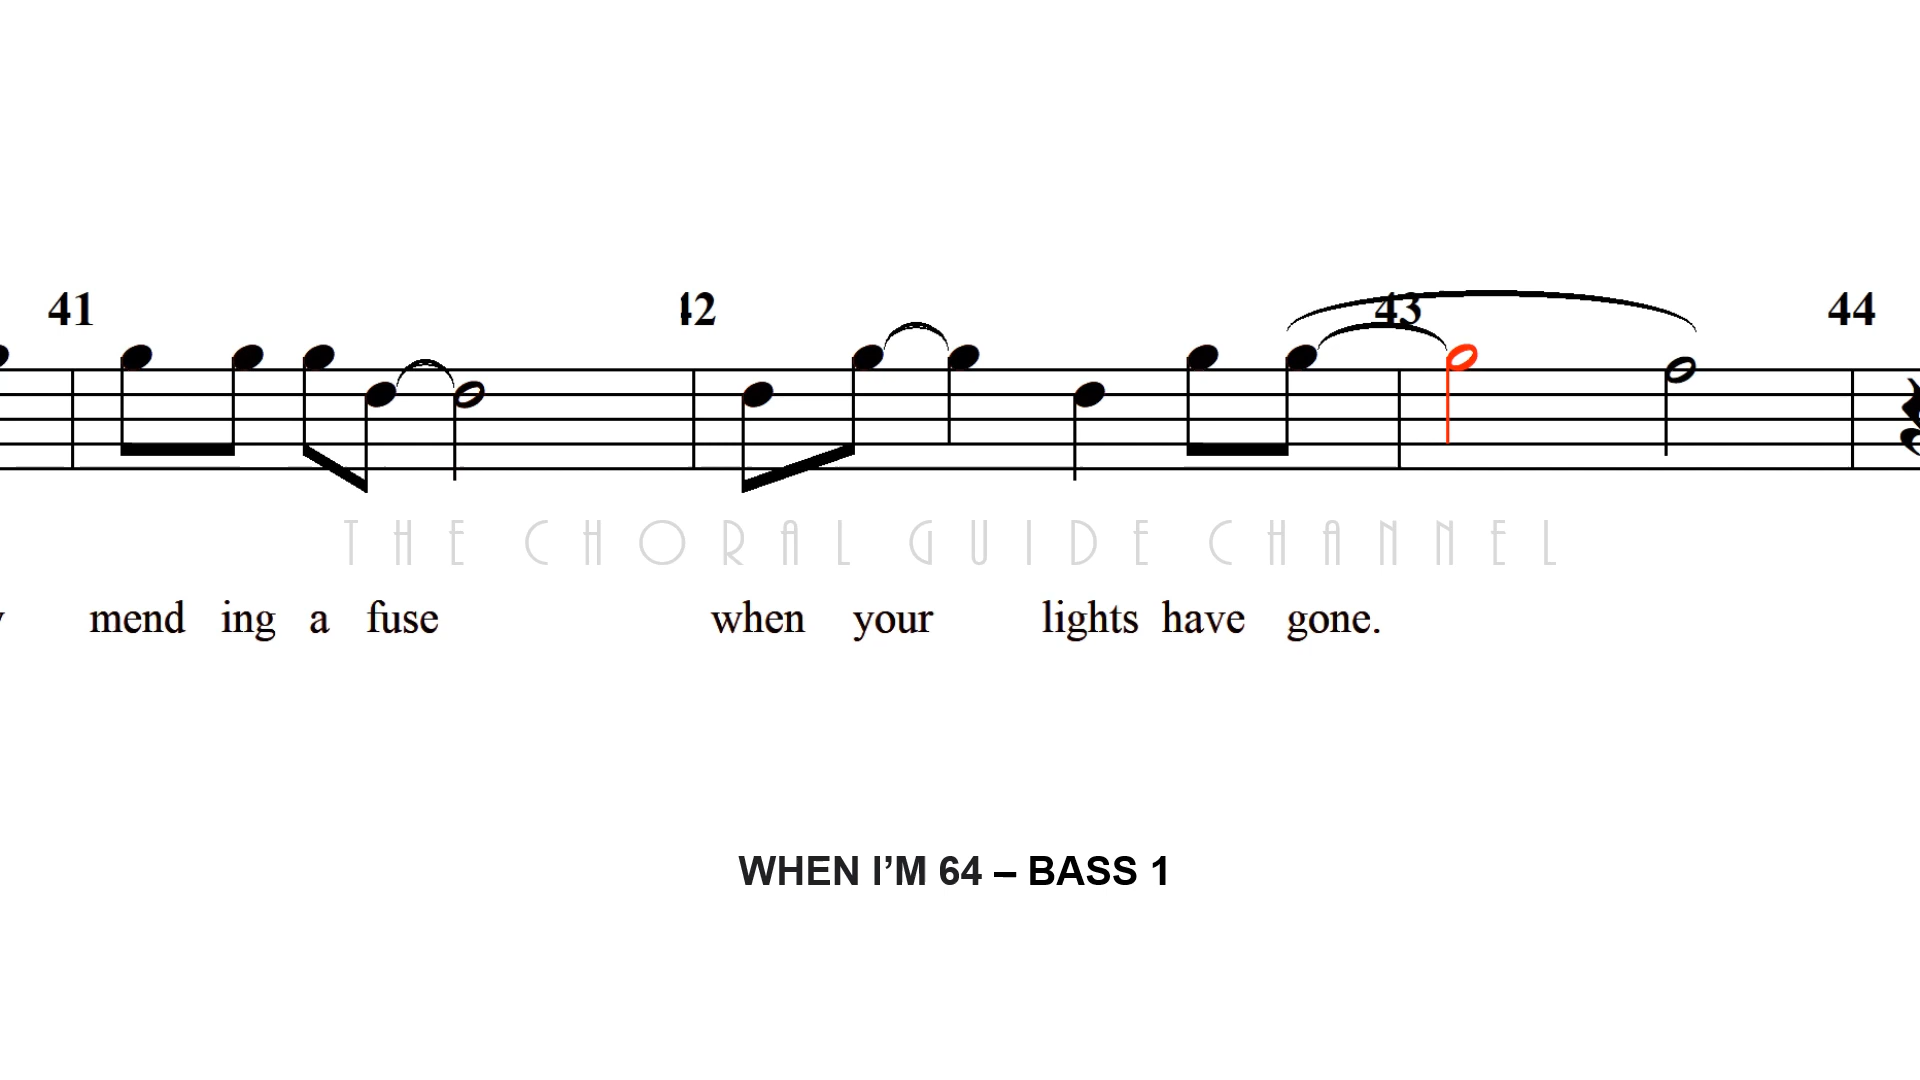 41 42 43 44
THE CHORAL GUIDE CHANNEL
mend ing a fuse when your lights have gone.
WHEN I’M 64 – BASS 1